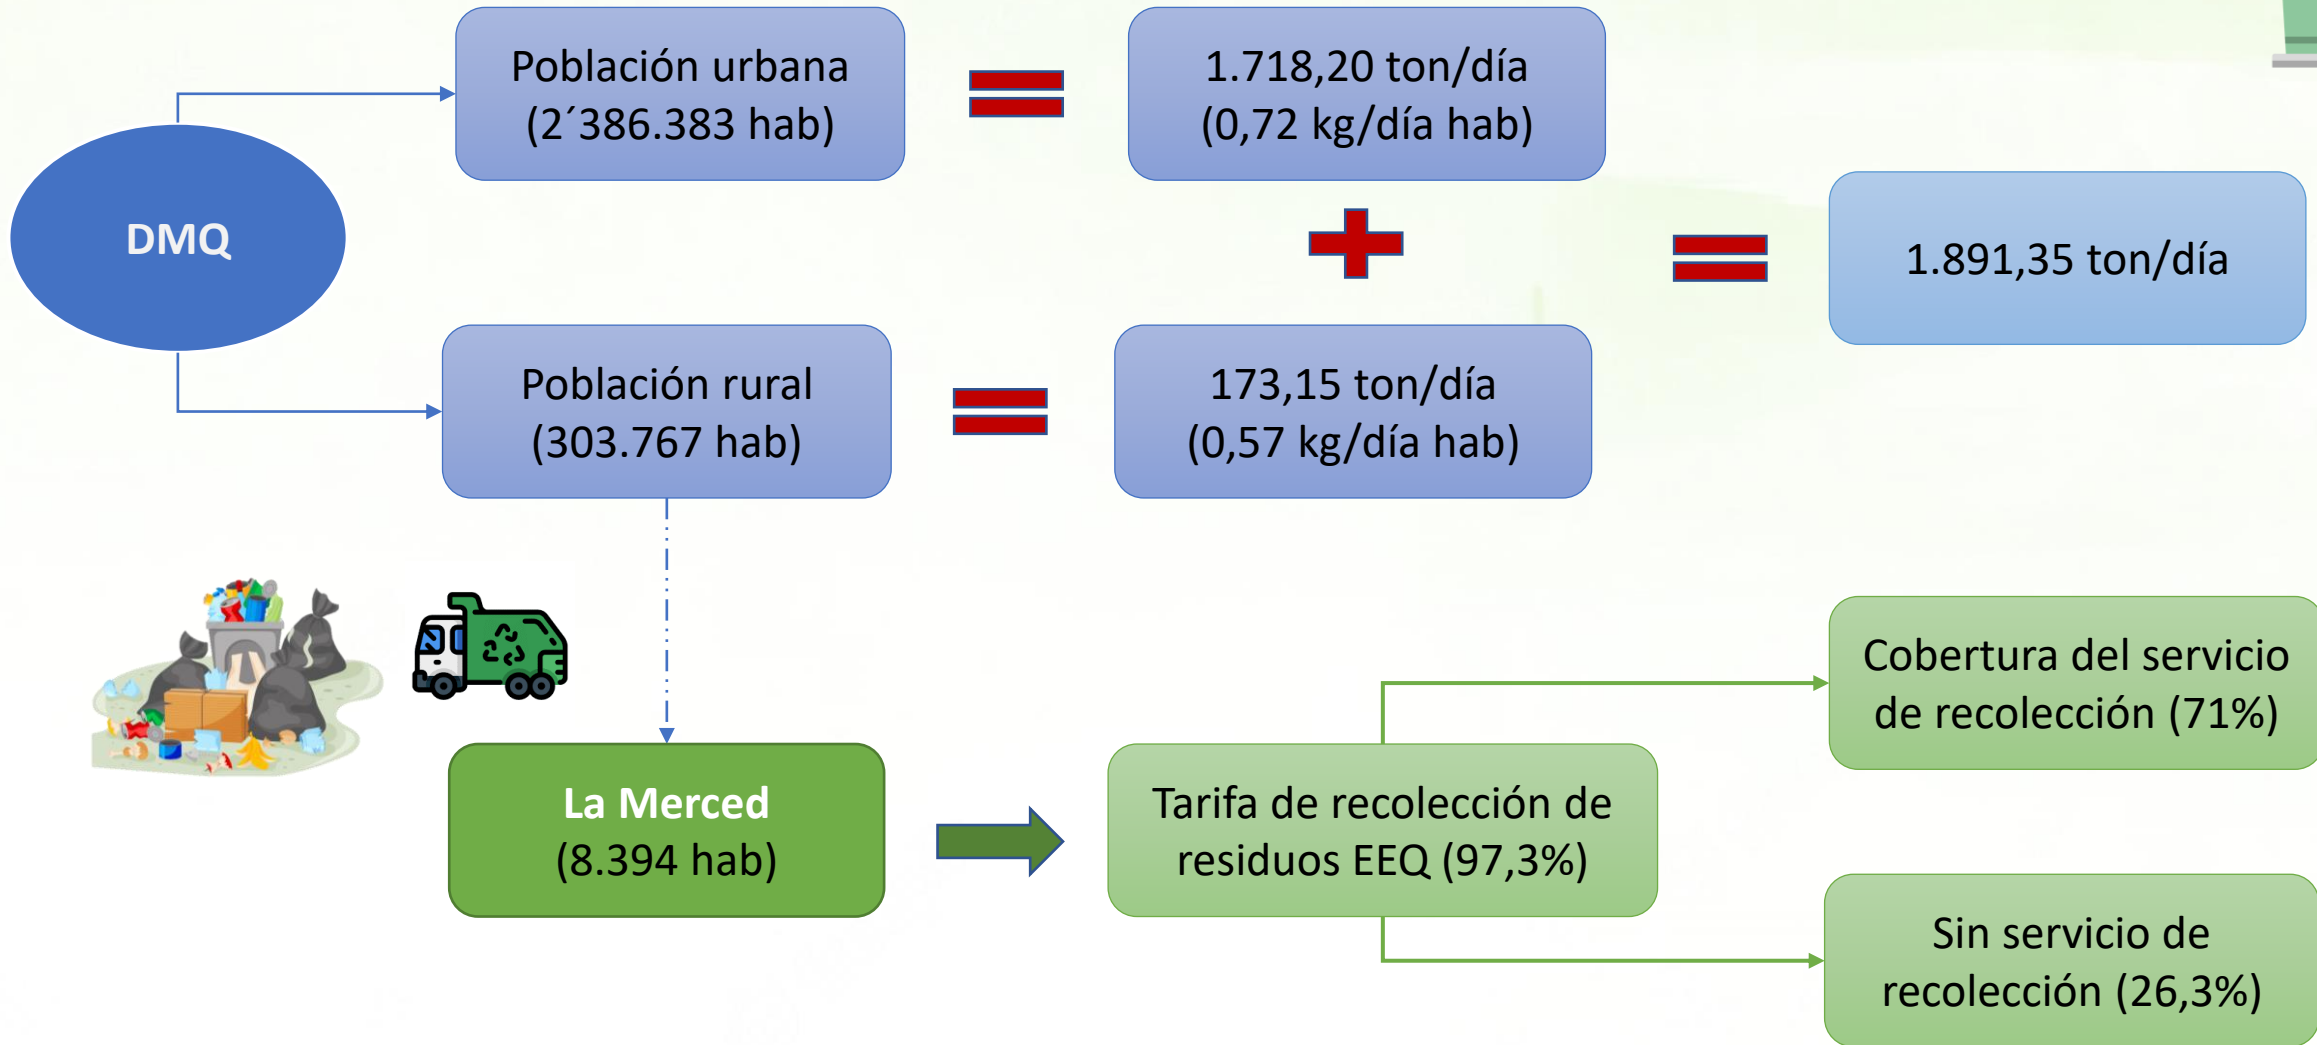 Población urbana
(2´386.383 hab)
1.718,20 ton/día
(0,72 kg/día hab)
DMQ
1.891,35 ton/día
Población rural
(303.767 hab)
173,15 ton/día
(0,57 kg/día hab)
La Merced
(8.394 hab)
Tarifa de recolección de
residuos EEQ (97,3%)
Cobertura del servicio
de recolección (71%)
Sin servicio de
recolección (26,3%)